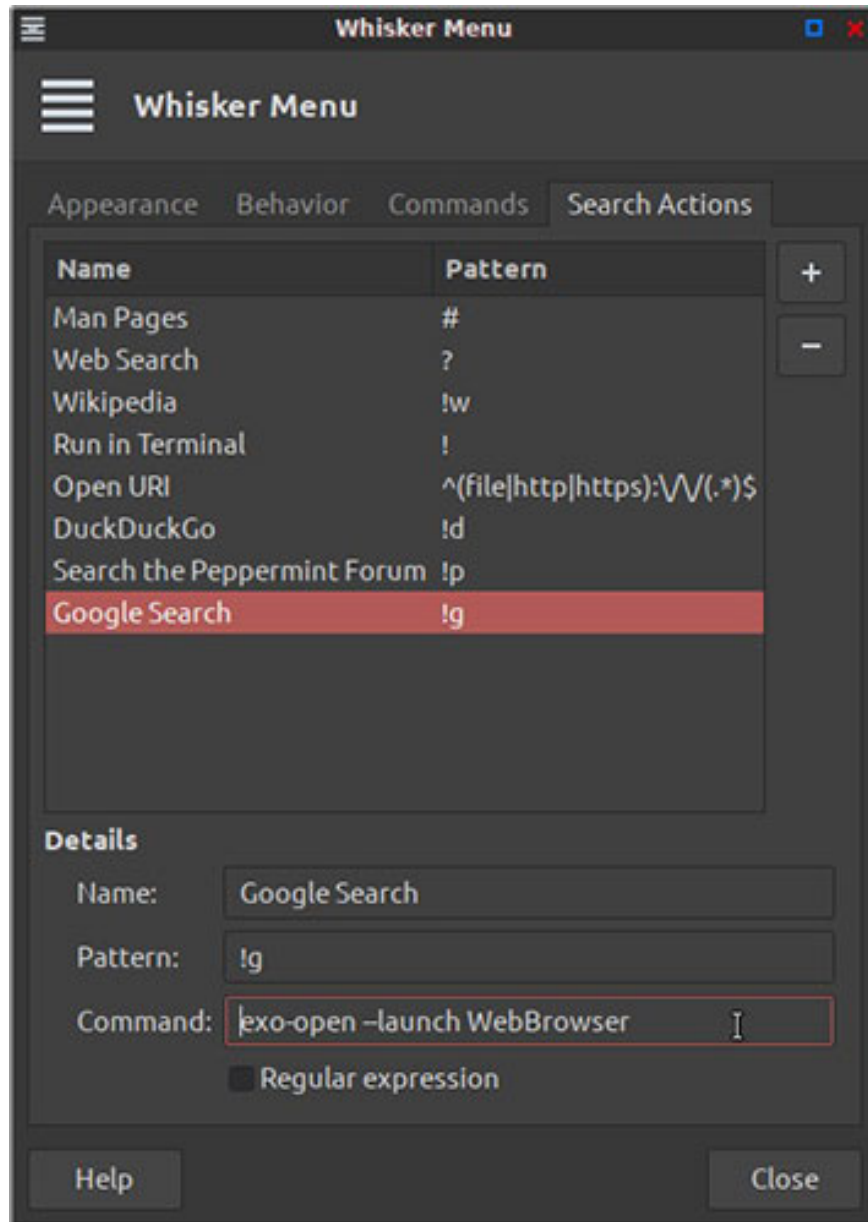 Whisker Menu
Whisker Menu
Appearance Behavior Commands Search Actions
Name Pattern +
Man Pages #
Web Search ? −
Wikipedia !w
Run in Terminal !
Open URI ^(file|http|https):\/\/\/(.*)$
DuckDuckGo !d
Search the Peppermint Forum !p
Google Search !g
Details
Name: Google Search
Pattern: !g
Command: exo-open –launch WebBrowser
Regular expression
Help Close